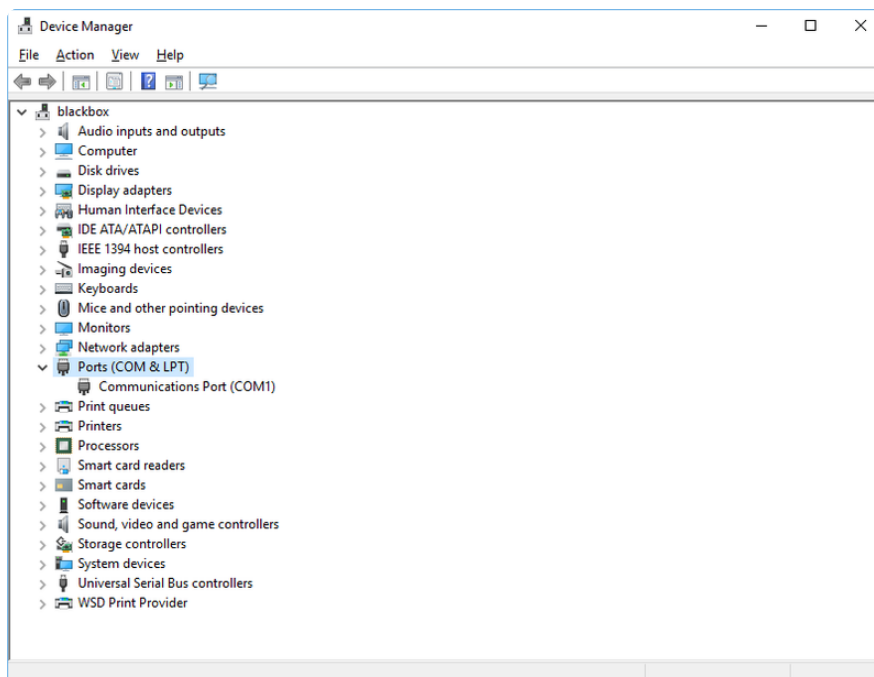 Device Manager
File Action View Help
blackbox
Audio inputs and outputs
Computer
Disk drives
Display adapters
Human Interface Devices
IDE ATA/ATAPI controllers
IEEE 1394 host controllers
Imaging devices
Keyboards
Mice and other pointing devices
Monitors
Network adapters
Ports (COM & LPT)
Communications Port (COM1)
Print queues
Printers
Processors
Smart card readers
Smart cards
Software devices
Sound, video and game controllers
Storage controllers
System devices
Universal Serial Bus controllers
WSD Print Provider